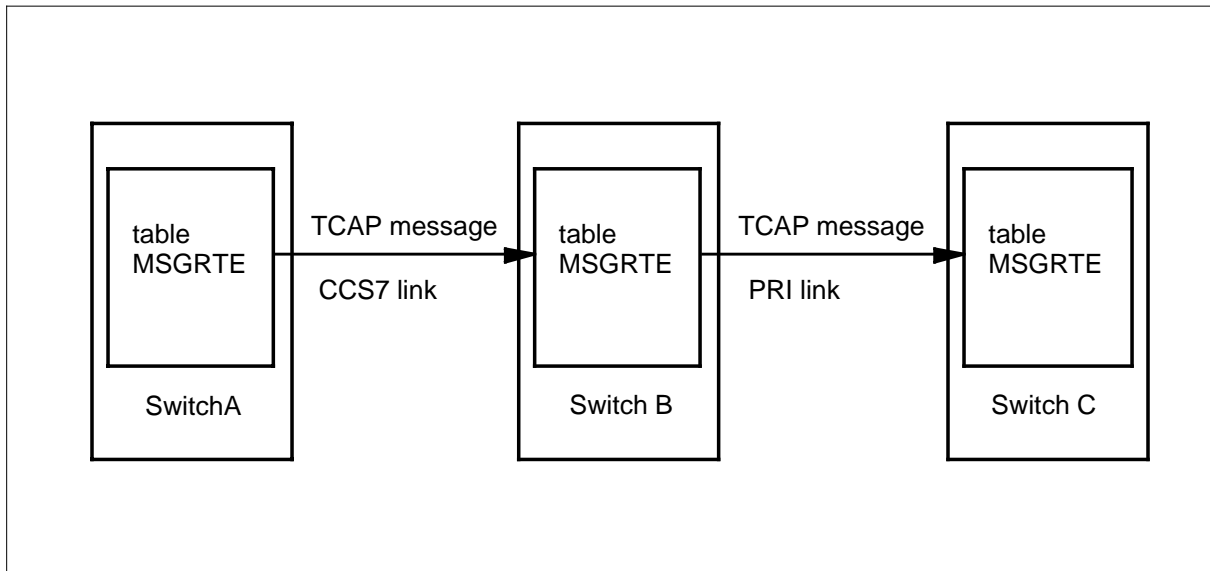 table
MSGRTE
SwitchA
TCAP message
CCS7 link
table
MSGRTE
Switch B
TCAP message
PRI link
table
MSGRTE
Switch C